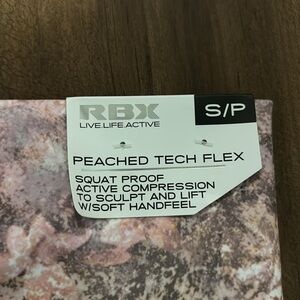 RBX
LIVE.LIFE.ACTIVE
S/P
PEACHED TECH FLEX
SQUAT PROOF
ACTIVE COMPRESSION
TO SCULPT AND LIFT
W/SOFT HANDFEEL